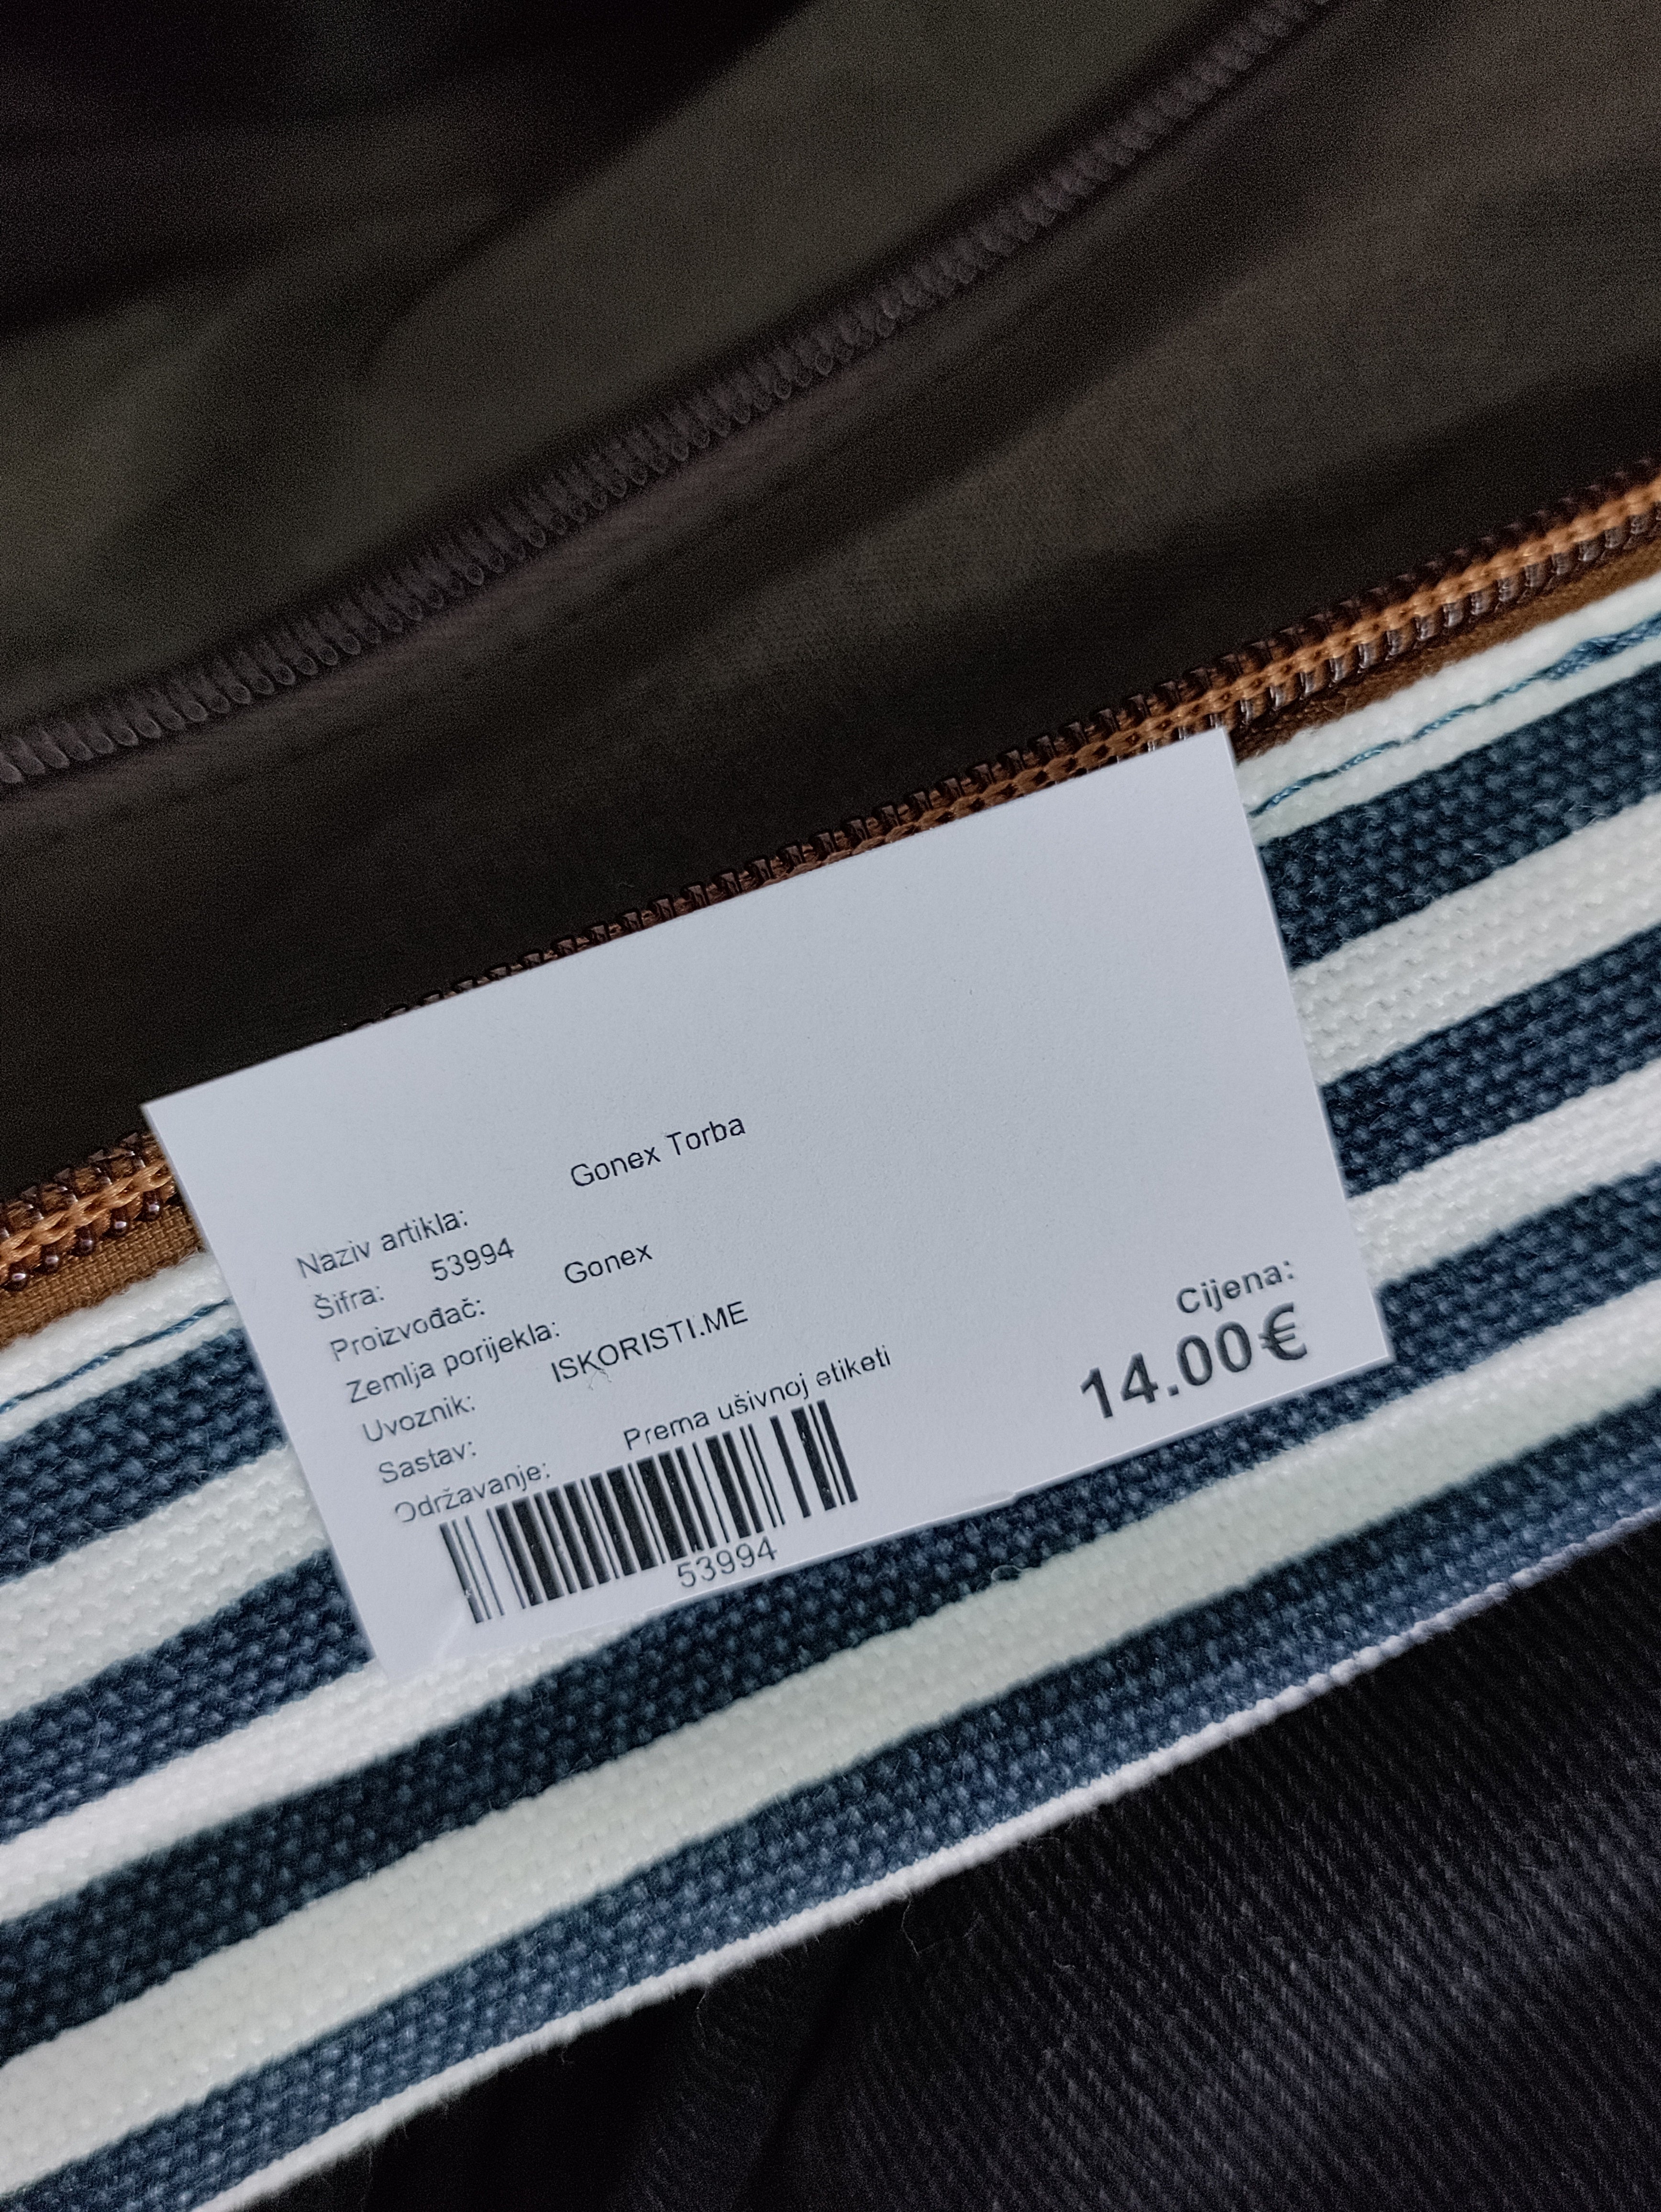 Naziv artikla: Gonex Torba
Šifra: 53994
Proizvođač: Gonex
Zemlja porijekla:
Uvoznik: ISKORISTI.ME
Sastav:
Održavanje: Prema ušivnoj etiketi
53994
Cijena:
14.00€